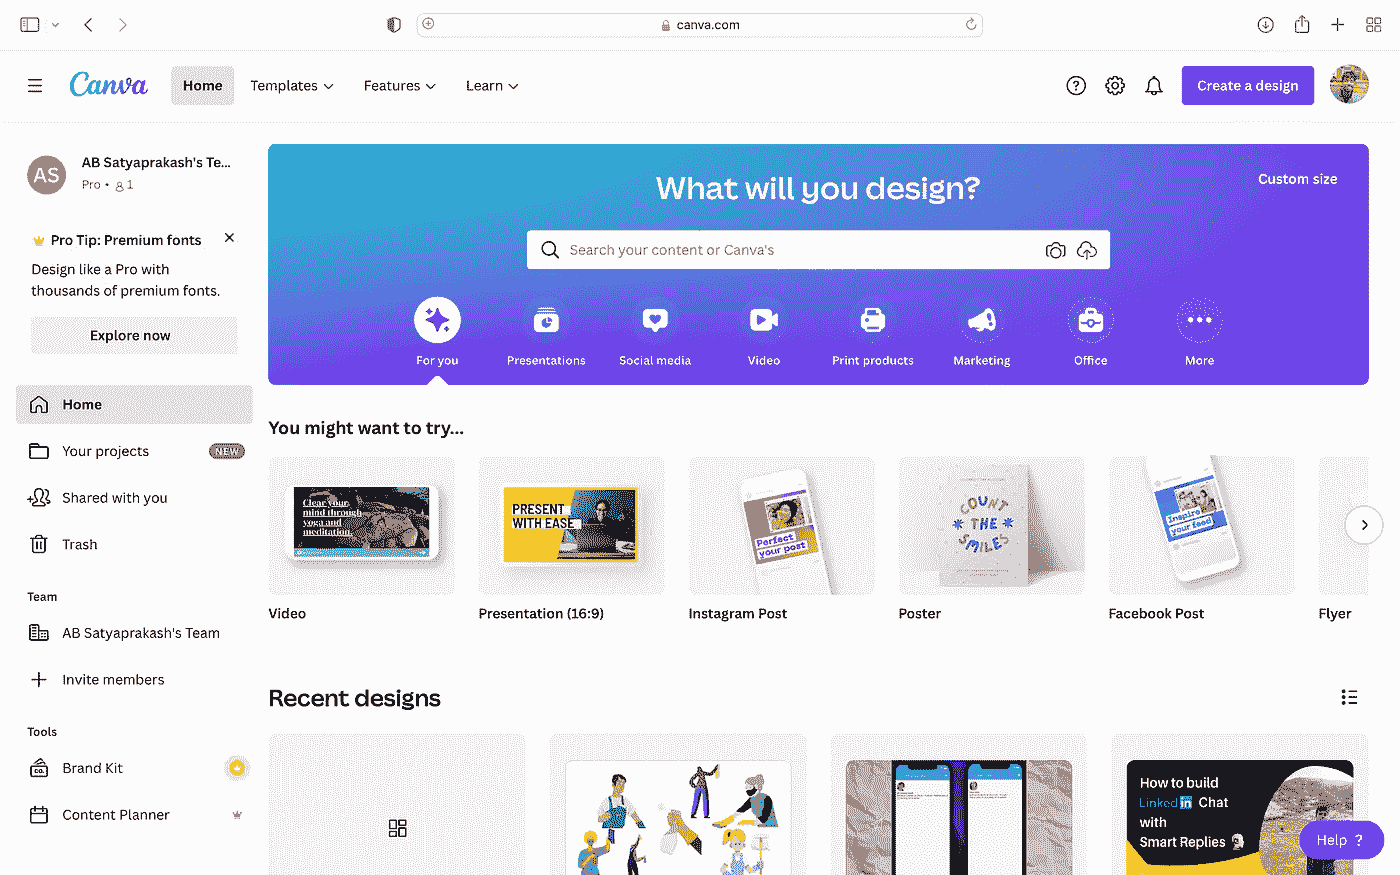 canva.com
Canva
Home
Templates
Features
Learn
Create a design
AS
AB Satyaprakash's Te...
Pro • 1
Pro Tip: Premium fonts
Design like a Pro with
thousands of premium fonts.
Explore now
Home
Your projects
NEW
Shared with you
Trash
Team
AB Satyaprakash's Team
Invite members
Tools
Brand Kit
Content Planner
What will you design?
Custom size
Search your content or Canva's
For you
Presentations
Social media
Video
Print products
Marketing
Office
More
You might want to try...
Clear your
mind through
yoga and
meditation
PRESENT
WITH EASE
Perfect
your post
COUNT
THE
SMILES
Inspire
your feed
Video
Presentation (16:9)
Instagram Post
Poster
Facebook Post
Flyer
Recent designs
How to build
Linked in Chat
with
Smart Replies
Help ?